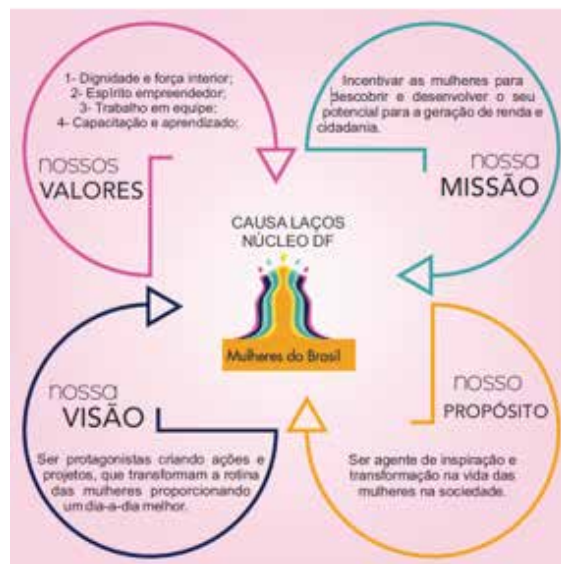 1- Dignidade e força interior;
2- Espírito empreendedor;
3- Trabalho em equipe;
4- Capacitação e aprendizado;
nossos
VALORES
Incentivar as mulheres para
descobrir e desenvolver o seu
potencial para a geração de renda e
cidadania.
nossa
MISSÃO
CAUSA LAÇOS
NÚCLEO DF
Mulheres do Brasil
nossa
VISÃO
Ser protagonistas criando ações e
projetos, que transformam a rotina
das mulheres proporcionando
um dia-a-dia melhor.
nosso
PROPÓSITO
Ser agente de inspiração e
transformação na vida das
mulheres na sociedade.